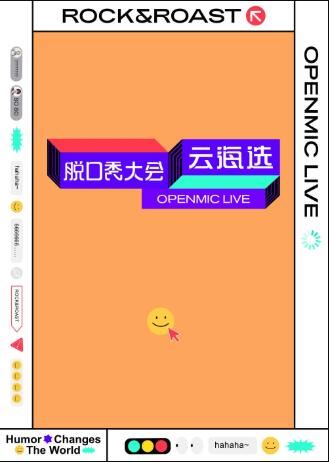 ROCK&ROAST
OPENMIC LIVE
脱口秀大会
云海选
OPENMIC LIVE
hahaha~
6666666......
ROCK&ROAST
Humor Changes
The World
hahaha~